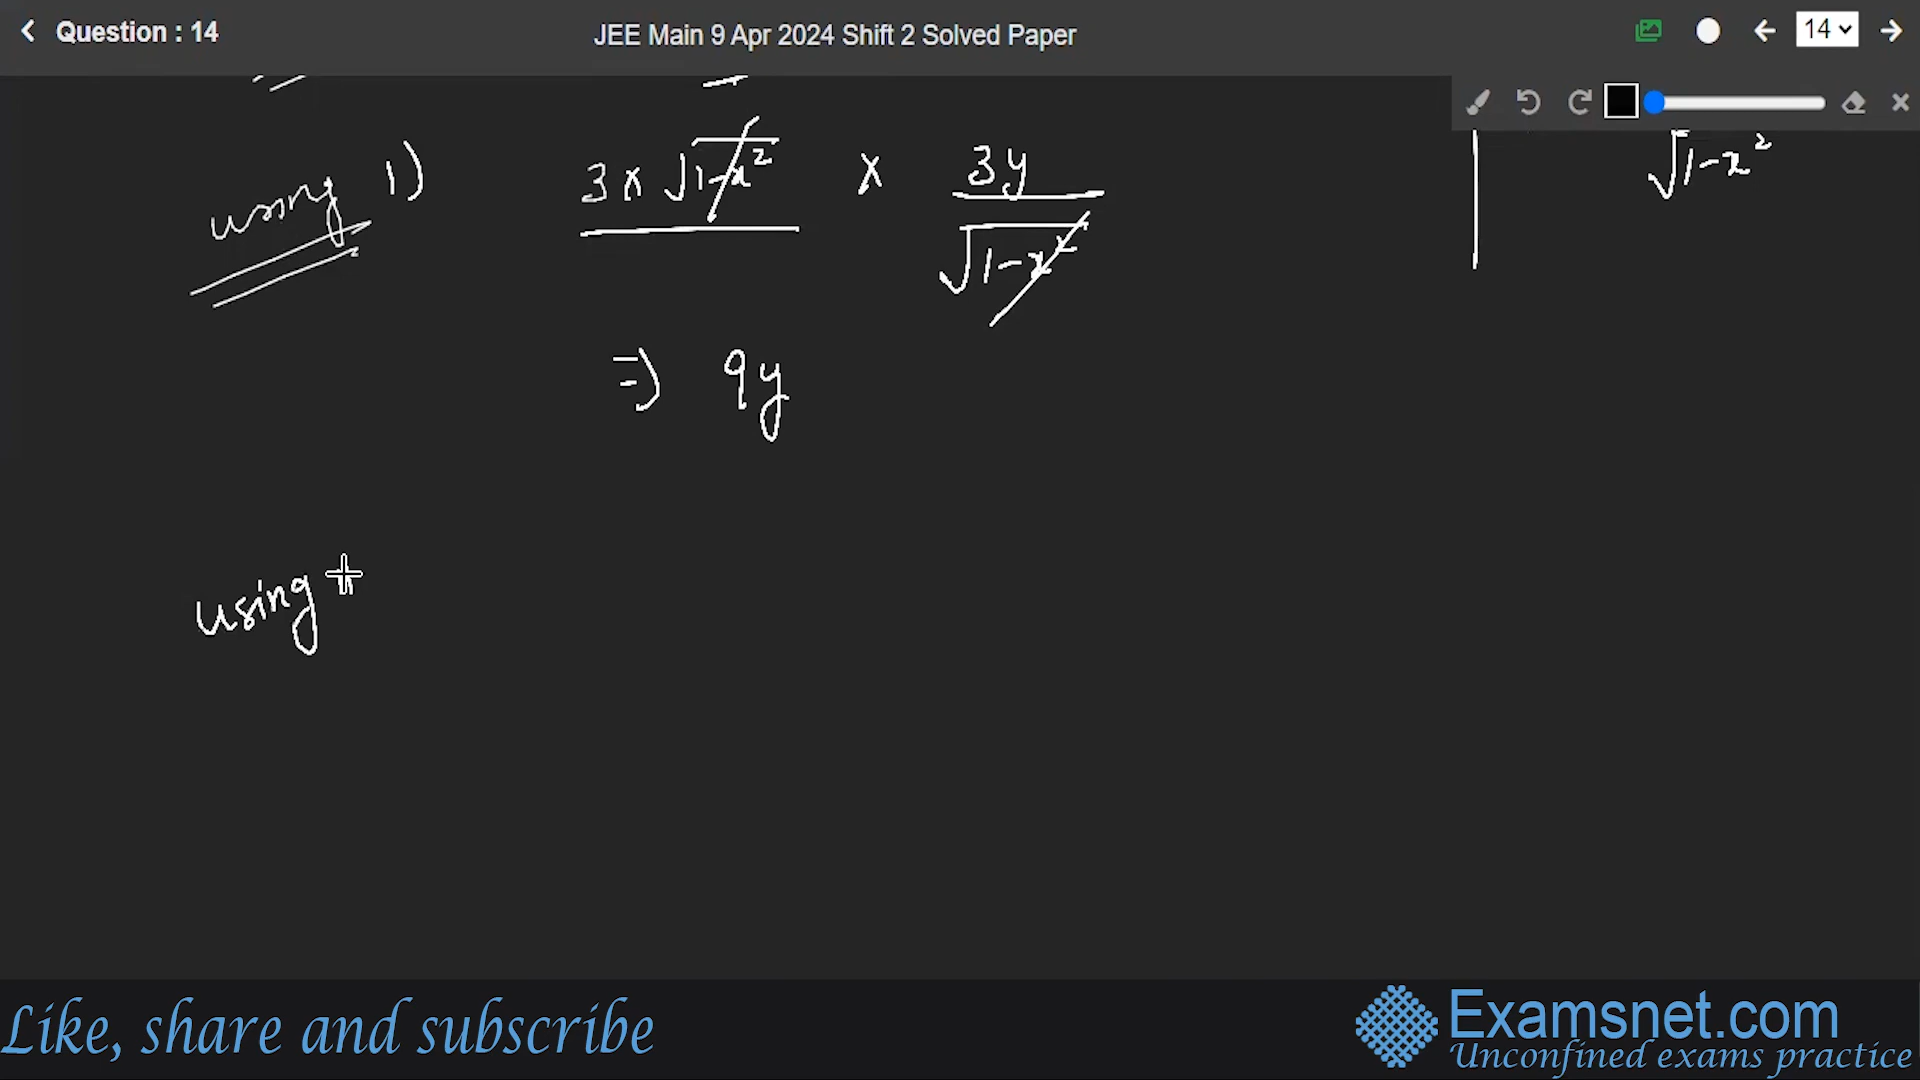 Question : 14
JEE Main 9 Apr 2024 Shift 2 Solved Paper
14
using 1) 3 × √1-x² × 3y
√1-x²
√1-x²
=) 9y
using
Like, share and subscribe
Examsnet.com
Unconfined exams practice